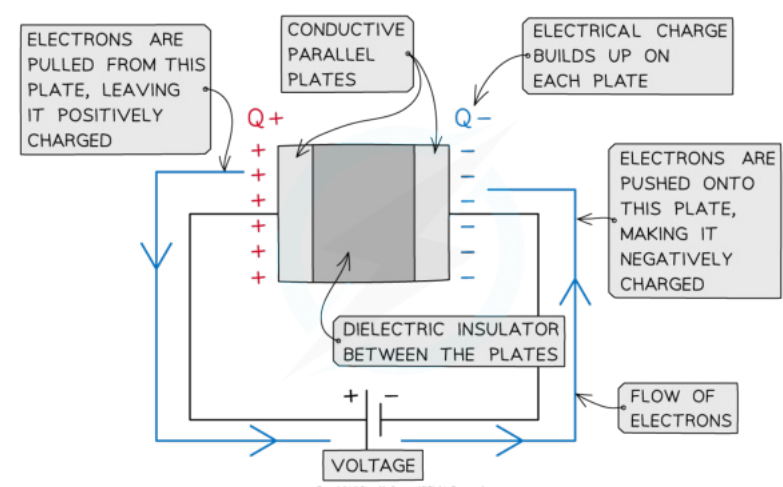 ELECTRONS ARE
PULLED FROM THIS
PLATE, LEAVING
IT POSITIVELY
CHARGED
CONDUCTIVE
PARALLEL
PLATES
ELECTRICAL CHARGE
BUILDS UP ON
EACH PLATE
Q+
Q-
+
+
+
+
+
+
-
-
-
-
-
-
ELECTRONS ARE
PUSHED ONTO
THIS PLATE,
MAKING IT
NEGATIVELY
CHARGED
DIELECTRIC INSULATOR
BETWEEN THE PLATES
+ -
FLOW OF
ELECTRONS
VOLTAGE